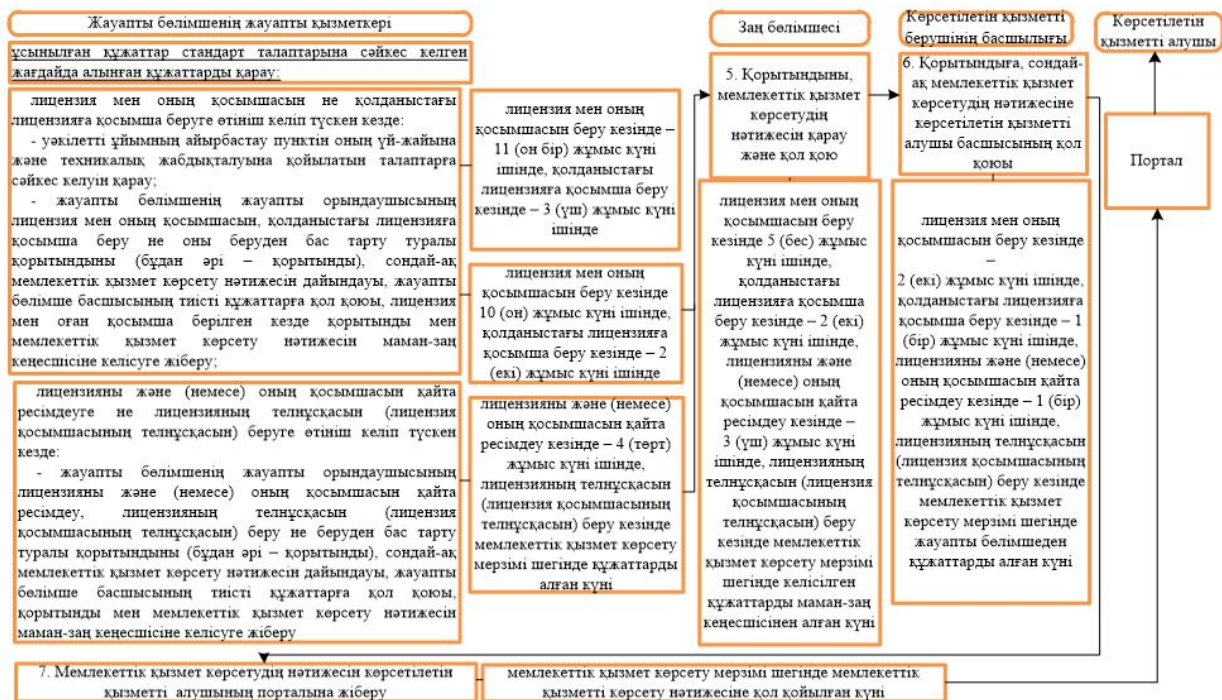 Жауапты бөлімшенің жауапты қызметкері
ұсынылған құжаттар стандарт талаптарына сәйкес келген
жағдайда алынған құжаттарды қарау:
лицензия мен оның қосымшасын не қолданыстағы
лицензияға қосымша беруге өтініш келіп түскен кезде:
- уәкілетті ұйымның айырбастау пунктін оның үй-жайына
және техникалық жабдықталуына қойылатын талаптарға
сәйкес келуін қарау;
- жауапты бөлімшенің жауапты орындаушысының
лицензия мен оның қосымшасын, қолданыстағы лицензияға
қосымша беру не оны беруден бас тарту туралы
қорытындыны (бұдан әрі – қорытынды), сондай-ақ
мемлекеттік қызмет көрсету нәтижесін дайындауы, жауапты
бөлімше басшысының тиісті құжаттарға қол қоюы, лицензия
мен оған қосымша берілген кезде қорытынды мен
мемлекеттік қызмет көрсету нәтижесін маман-заң
кеңесшісіне келісуге жіберу;
лицензияны және (немесе) оның қосымшасын қайта
ресімдеуге не лицензияның телнұсқасын (лицензия
қосымшасының телнұсқасын) беруге өтініш келіп түскен
кезде:
- жауапты бөлімшенің жауапты орындаушысының
лицензияны және (немесе) оның қосымшасын қайта
ресімдеу, лицензияның телнұсқасын (лицензия
қосымшасының телнұсқасын) беру не беруден бас тарту
туралы қорытындыны (бұдан әрі – қорытынды), сондай-ақ
мемлекеттік қызмет көрсету нәтижесін дайындауы, жауапты
бөлімше басшысының тиісті құжаттарға қол қоюы,
қорытынды мен мемлекеттік қызмет көрсету нәтижесін
маман-заң кеңесшісіне келісуге жіберу
лицензия мен оның
қосымшасын беру кезінде –
11 (он бір) жұмыс күні
ішінде, қолданыстағы
лицензияға қосымша беру
кезінде – 3 (үш) жұмыс күні
ішінде
лицензия мен оның
қосымшасын беру кезінде
10 (он) жұмыс күні ішінде,
қолданыстағы лицензияға
қосымша беру кезінде – 2
(екі) жұмыс күні ішінде
лицензияны және (немесе)
оның қосымшасын қайта
ресімдеу кезінде – 4 (төрт)
жұмыс күні ішінде,
лицензияның телнұсқасын
(лицензия қосымшасының
телнұсқасын) беру кезінде
мемлекеттік қызмет көрсету
мерзімі шегінде құжаттарды
алған күні
Заң бөлімшесі
5. Қорытындыны,
мемлекеттік қызмет
көрсетудің
нәтижесін қарау
және қол қою
лицензия мен оның
қосымшасын беру
кезінде 5 (бес) жұмыс
күні ішінде,
қолданыстағы
лицензияға қосымша
беру кезінде – 2 (екі)
жұмыс күні ішінде,
лицензияны және
(немесе) оның
қосымшасын қайта
ресімдеу кезінде –
3 (үш) жұмыс күні
ішінде, лицензияның
телнұсқасын (лицензия
қосымшасының
телнұсқасын) беру
кезінде мемлекеттік
қызмет көрсету мерзімі
шегінде келісілген
құжаттарды маман-заң
кеңесшісінен алған күні
Көрсетілетін қызметті
берушінің басшылығы
6. Қорытындыға, сондай-
ақ мемлекеттік қызмет
көрсетудің нәтижесіне
көрсетілетін қызметті
алушы басшысының қол
қоюы
лицензия мен оның
қосымшасын беру кезінде
–
2 (екі) жұмыс күні ішінде,
қолданыстағы лицензияға
қосымша беру кезінде – 1
(бір) жұмыс күні ішінде,
лицензияны және (немесе)
оның қосымшасын қайта
ресімдеу кезінде – 1 (бір)
жұмыс күні ішінде,
лицензияның телнұсқасын
(лицензия қосымшасының
телнұсқасын) беру кезінде
мемлекеттік қызмет
көрсету мерзімі шегінде
жауапты бөлімшеден
құжаттарды алған күні
Көрсетілетін
қызметті алушы
Портал
7. Мемлекеттік қызмет көрсетудің нәтижесін көрсетілетін
қызметті алушының порталына жіберу
мемлекеттік қызмет көрсету мерзімі шегінде мемлекеттік
қызметті көрсету нәтижесіне қол қойылған күні